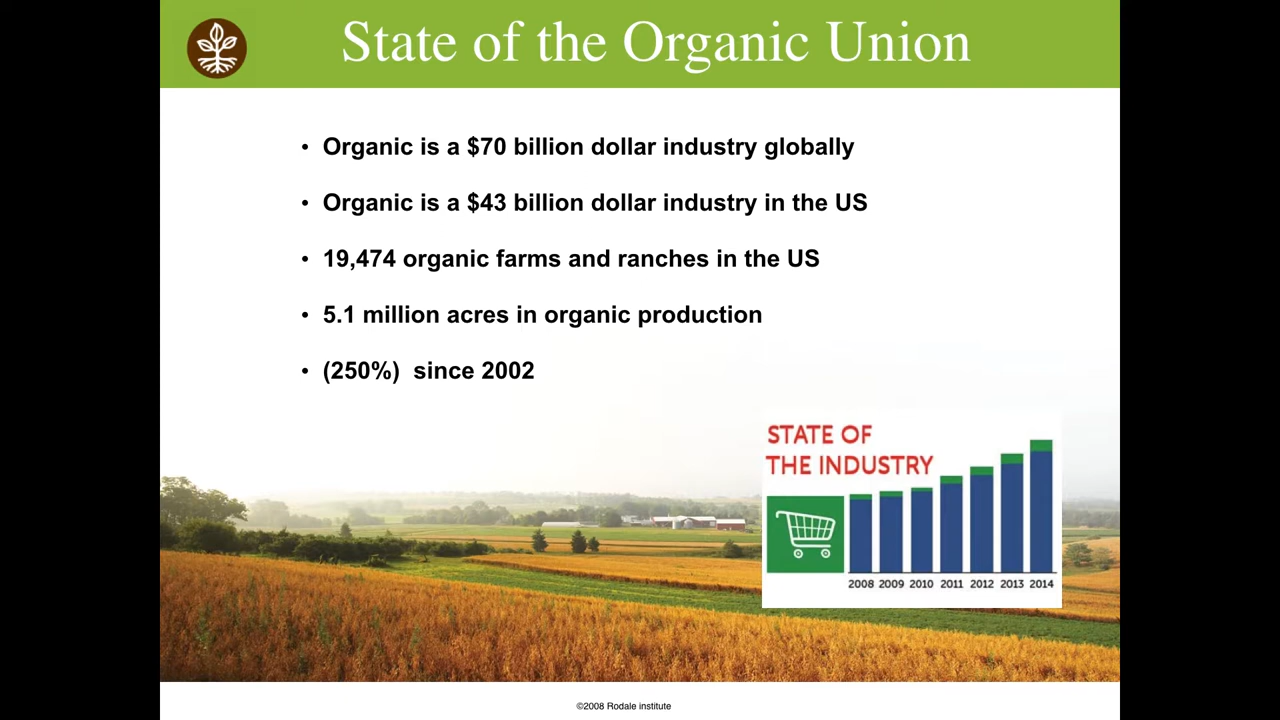 State of the Organic Union
• Organic is a $70 billion dollar industry globally
• Organic is a $43 billion dollar industry in the US
• 19,474 organic farms and ranches in the US
• 5.1 million acres in organic production
• (250%)  since 2002
STATE OF
THE INDUSTRY
2008 2009 2010 2011 2012 2013 2014
©2008 Rodale institute